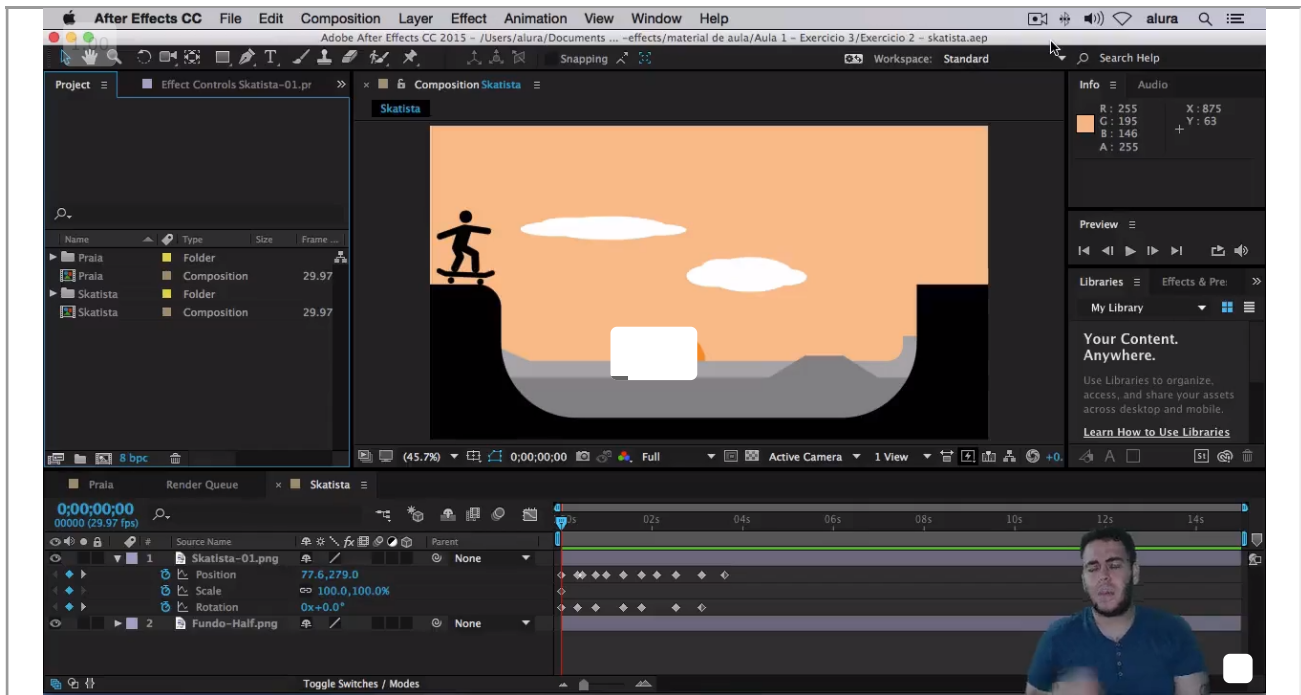 After Effects CC File Edit Composition Layer Effect Animation View Window Help alura
Adobe After Effects CC 2015 - /Users/alura/Documents ... -effects/material de aula/Aula 1 - Exercicio 3/Exercicio 2 - skatista.aep
1.00
Snapping Workspace: Standard Search Help
Project Effect Controls Skatista-01.pr Composition Skatista Info Audio
Skatista
R : 255 X : 875
G : 195 Y : 63
B : 146
A : 255
Preview
Name Type Size Frame ...
Praia Folder
Praia Composition 29.97
Skatista Folder
Skatista Composition 29.97
Libraries Effects & Pre:
My Library
Your Content.
Anywhere.
Use Libraries to organize,
access, and share your assets
across desktop and mobile.
Learn How to Use Libraries
8 bpc (45.7%) 0;00;00;00 Full Active Camera 1 View +0.
Praia Render Queue Skatista
0;00;00;00
00000 (29.97 fps)
0s 02s 04s 06s 08s 10s 12s 14s
# Source Name Parent
1 Skatista-01.png None
Position 77.6,279.0
Scale 100.0,100.0%
Rotation 0x+0.0°
2 Fundo-Half.png None
Toggle Switches / Modes